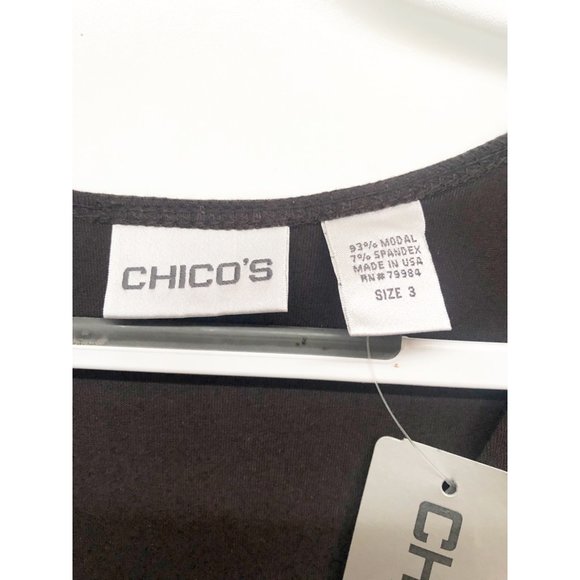 CHICO'S
93% MODAL
7% SPANDEX
MADE IN USA
RN# 79984
SIZE 3
CH